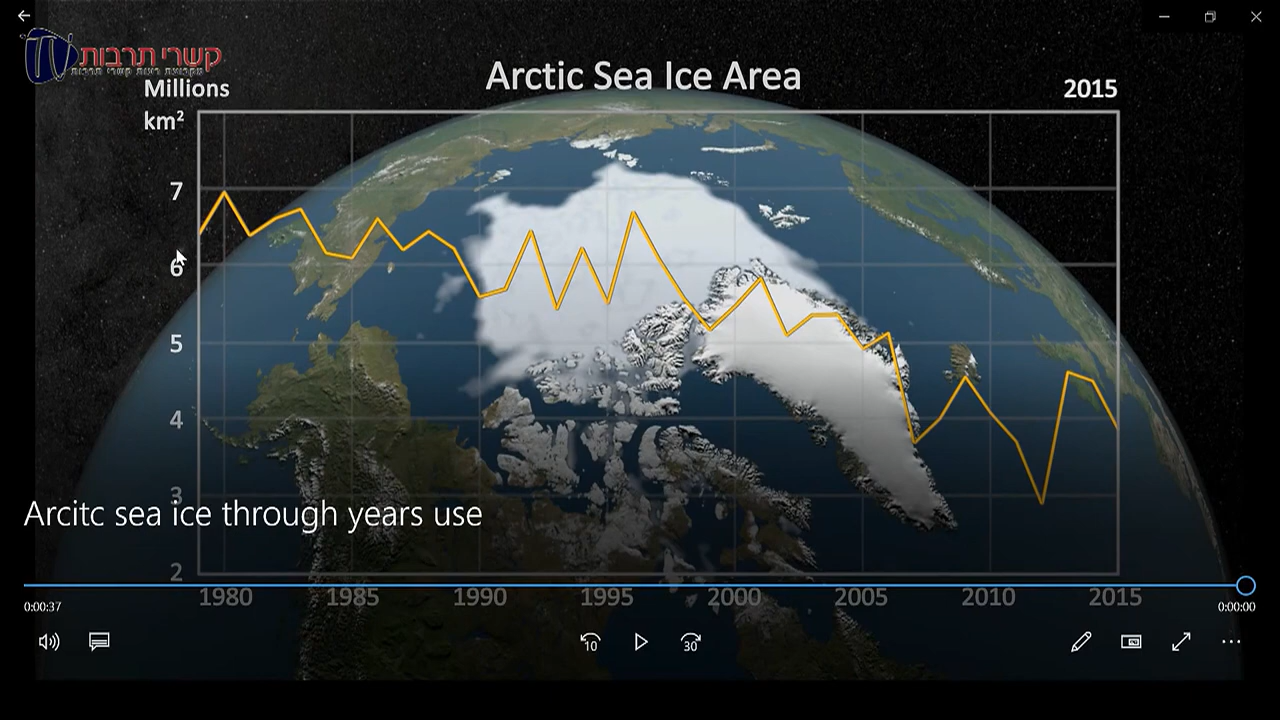 קשרי תרבות
Arctic Sea Ice Area
2015
Millions
km²
7
6
5
4
3
2
Arcitc sea ice through years use
1980 1985 1990 1995 2000 2005 2010 2015
0:00:37 0:00:00
10 30